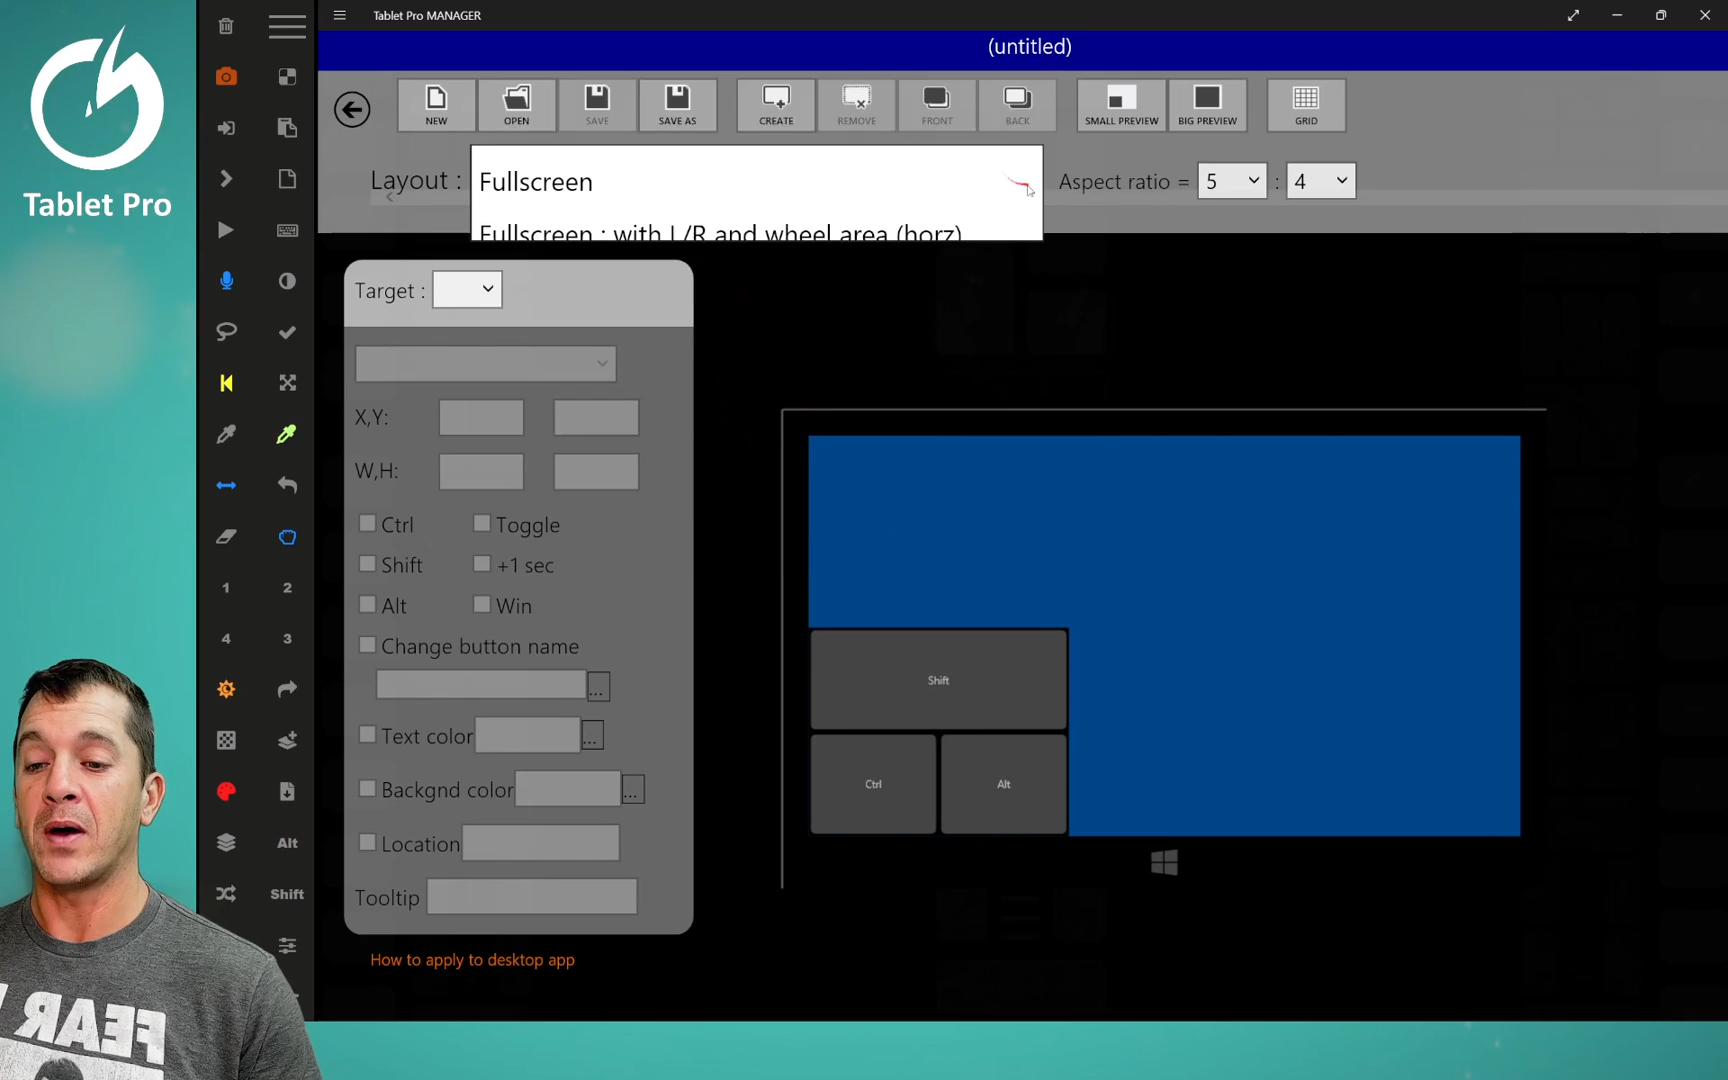 Tablet Pro MANAGER
(untitled)
Tablet Pro
NEW
OPEN
SAVE
SAVE AS
CREATE
REMOVE
FRONT
BACK
SMALL PREVIEW
BIG PREVIEW
GRID
Layout :
Fullscreen
Fullscreen : with L/R and wheel area (horz)
Aspect ratio =
5
:
4
Target :
X,Y:
W,H:
Ctrl
Toggle
Shift
+1 sec
Alt
Win
Change button name
...
Text color
...
Backgnd color
...
Location
Tooltip
How to apply to desktop app
Shift
Ctrl
Alt
1
2
4
3
Alt
Shift
FEAR